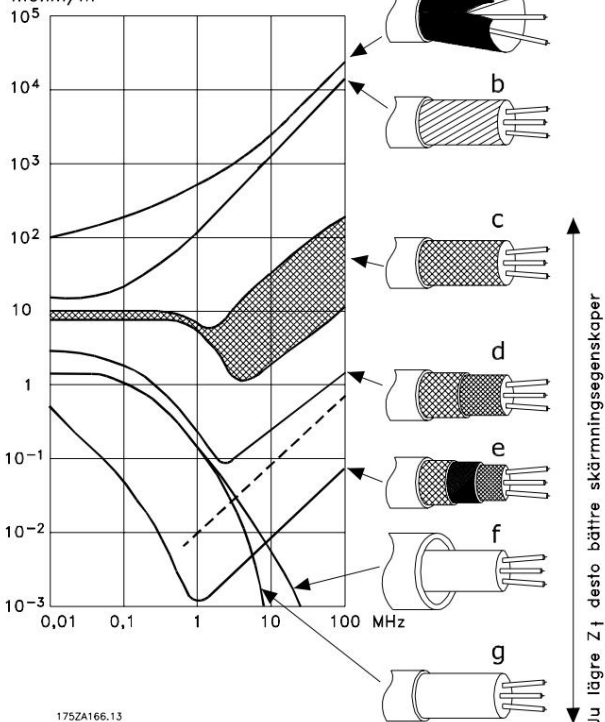 mOhm/m
10⁵
10⁴
10³
10²
10
1
10⁻¹
10⁻²
10⁻³
0,01 0,1 1 10 100 MHz
b
c
d
e
f
g
Ju lägre Zt desto bättre skärmningsegenskaper
175ZA166.13